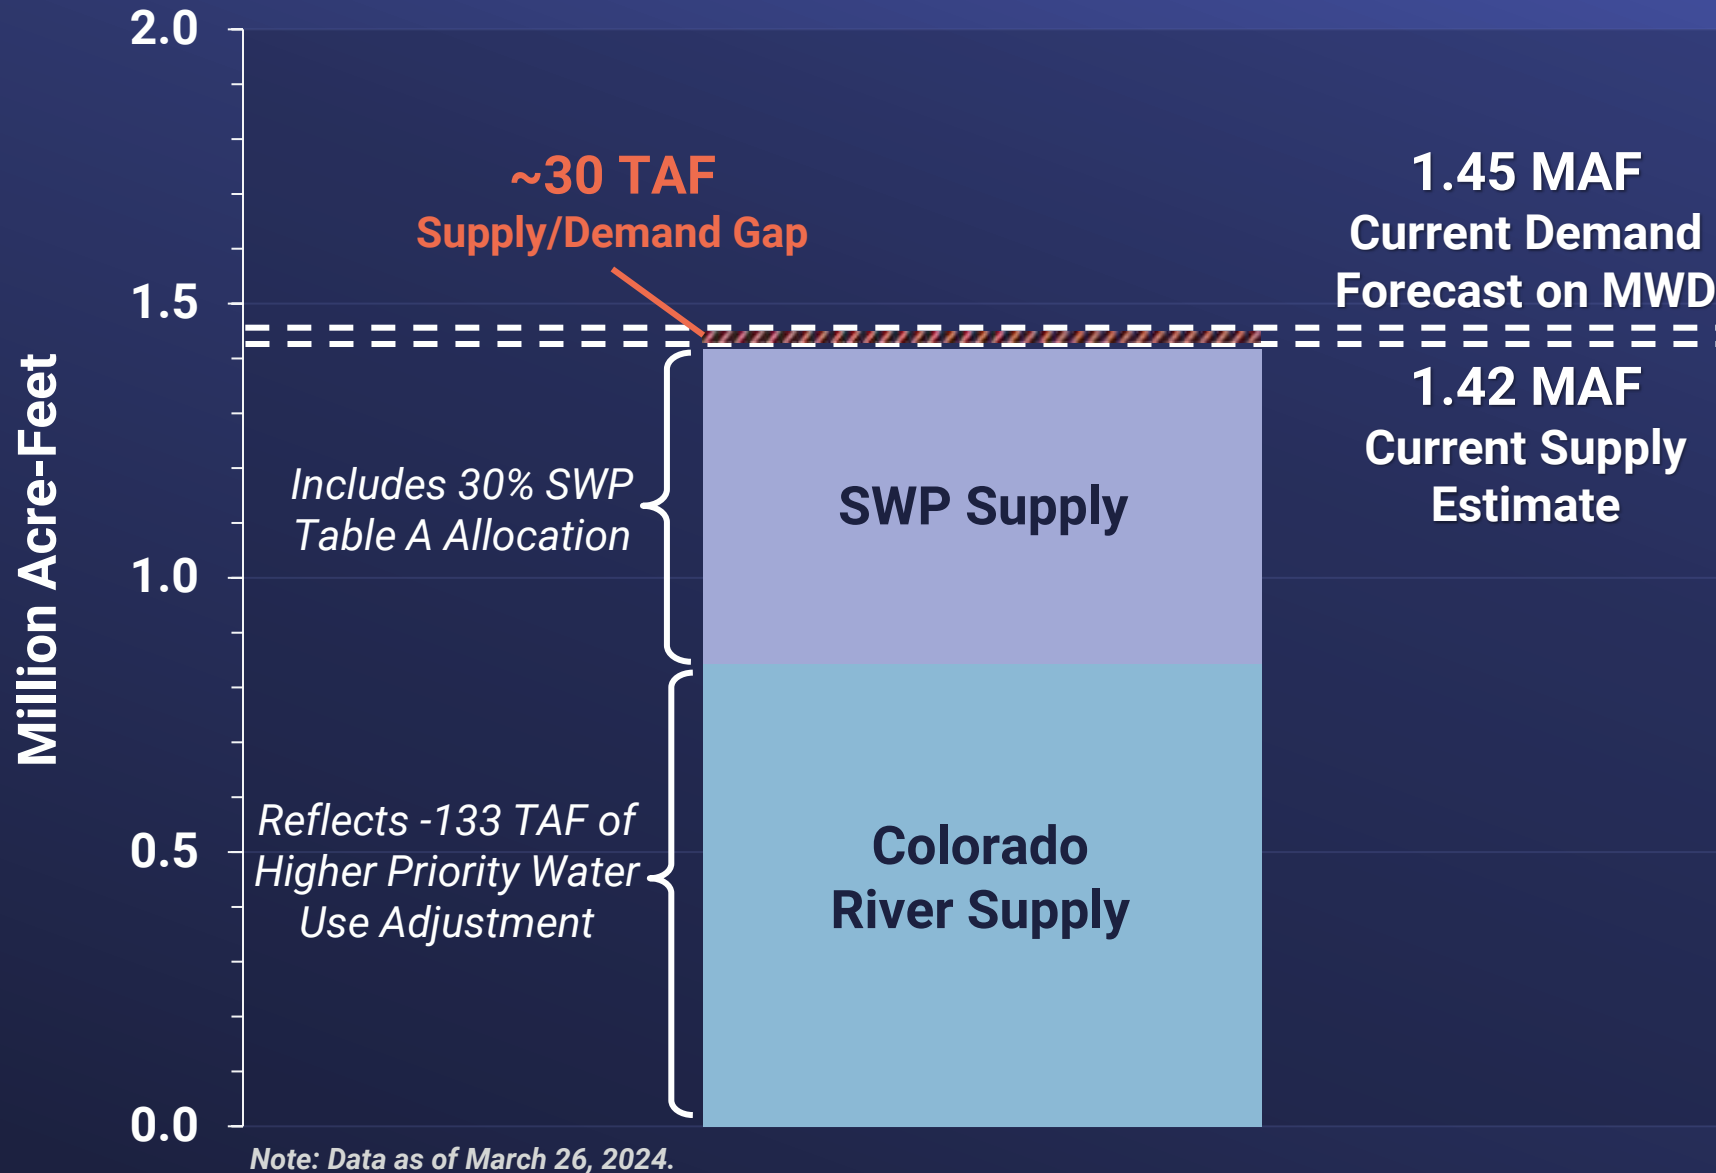 2.0
1.5
1.0
0.5
0.0
Million Acre-Feet
~30 TAF
Supply/Demand Gap
1.45 MAF
Current Demand
Forecast on MWD
1.42 MAF
Current Supply
Estimate
Includes 30% SWP
Table A Allocation
SWP Supply
Reflects -133 TAF of
Higher Priority Water
Use Adjustment
Colorado
River Supply
Note: Data as of March 26, 2024.